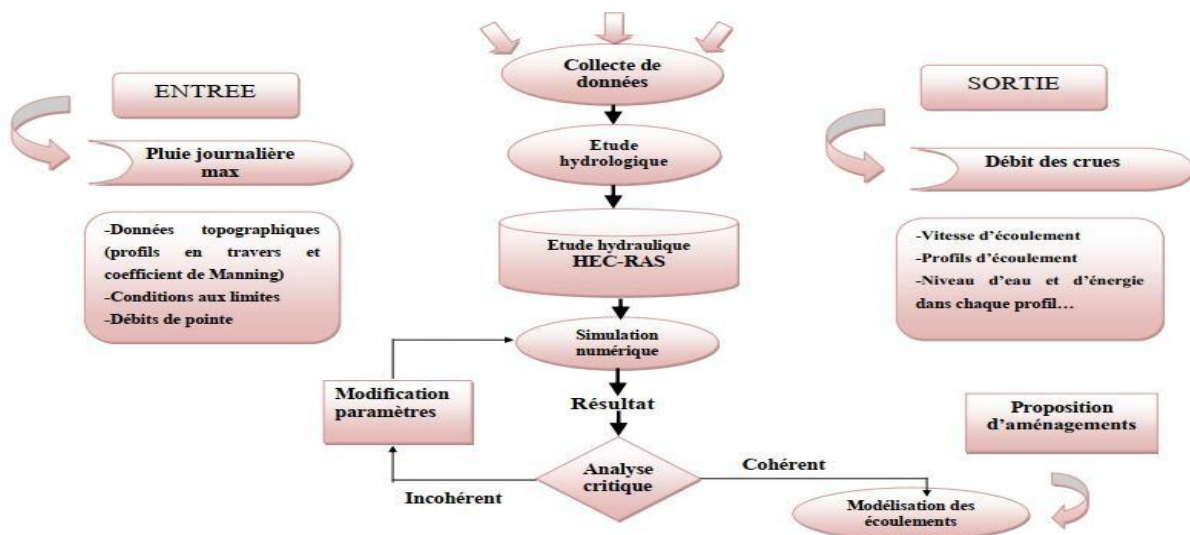 Collecte de
données
ENTREE
SORTIE
Pluie journalière
max
Etude
hydrologique
Débit des crues
-Données topographiques
(profils en travers et
coefficient de Manning)
-Conditions aux limites
-Débits de pointe
Etude hydraulique
HEC-RAS
-Vitesse d’écoulement
-Profils d’écoulement
-Niveau d’eau et d’énergie
dans chaque profil…
Simulation
numérique
Modification
paramètres
Résultat
Proposition
d’aménagements
Analyse
critique
Incohérent
Cohérent
Modélisation des
écoulements